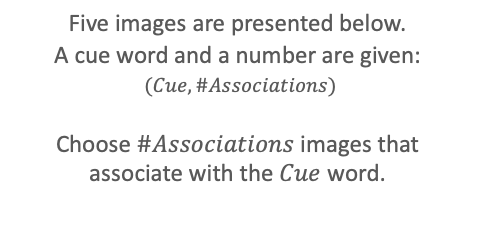 Five images are presented below.
A cue word and a number are given:
(Cue, #Associations)
Choose #Associations images that
associate with the Cue word.